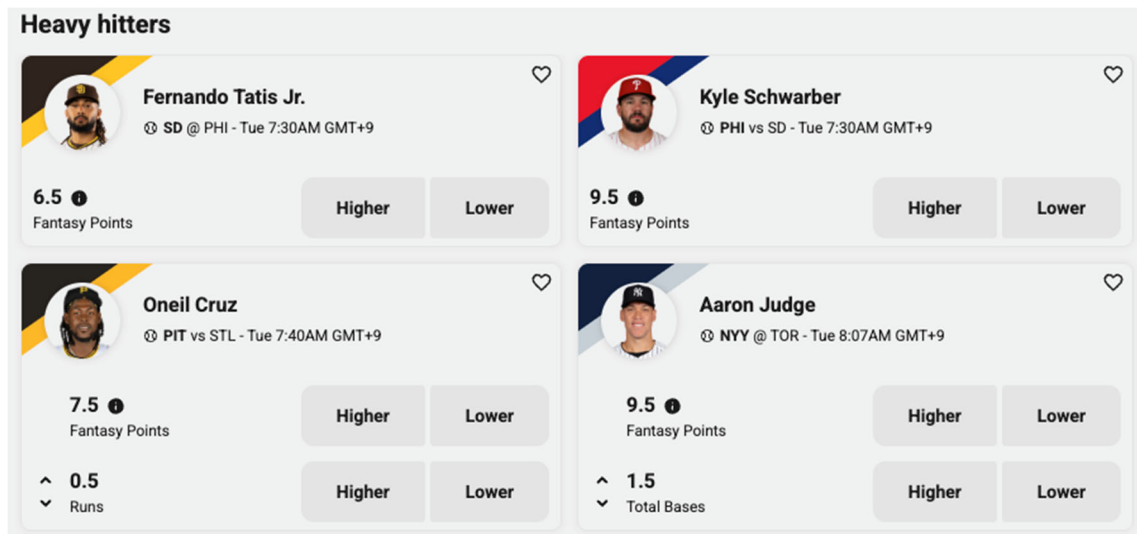 Heavy hitters
Fernando Tatis Jr.
SD @ PHI - Tue 7:30AM GMT+9
6.5
Fantasy Points
Higher
Lower
Kyle Schwarber
PHI vs SD - Tue 7:30AM GMT+9
9.5
Fantasy Points
Higher
Lower
Oneil Cruz
PIT vs STL - Tue 7:40AM GMT+9
7.5
Fantasy Points
Higher
Lower
0.5
Runs
Higher
Lower
Aaron Judge
NYY @ TOR - Tue 8:07AM GMT+9
9.5
Fantasy Points
Higher
Lower
1.5
Total Bases
Higher
Lower